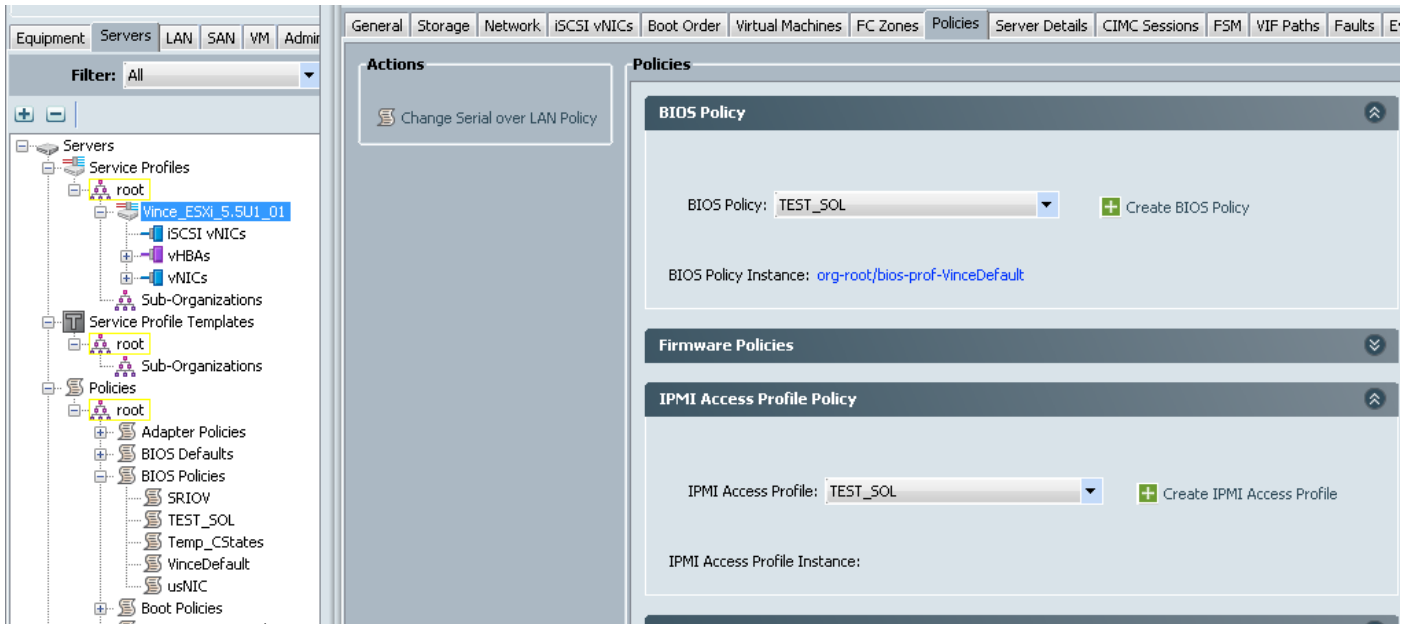 Equipment Servers LAN SAN VM Admin
Filter: All
Servers
Service Profiles
root
Vince_ESXi_5.5U1_01
iSCSI vNICs
vHBAs
vNICs
Sub-Organizations
Service Profile Templates
root
Sub-Organizations
Policies
root
Adapter Policies
BIOS Defaults
BIOS Policies
SRIOV
TEST_SOL
Temp_CStates
VinceDefault
usNIC
Boot Policies
General Storage Network iSCSI vNICs Boot Order Virtual Machines FC Zones Policies Server Details CIMC Sessions FSM VIF Paths Faults
Actions
Change Serial over LAN Policy
Policies
BIOS Policy
BIOS Policy: TEST_SOL
Create BIOS Policy
BIOS Policy Instance: org-root/bios-prof-VinceDefault
Firmware Policies
IPMI Access Profile Policy
IPMI Access Profile: TEST_SOL
Create IPMI Access Profile
IPMI Access Profile Instance: